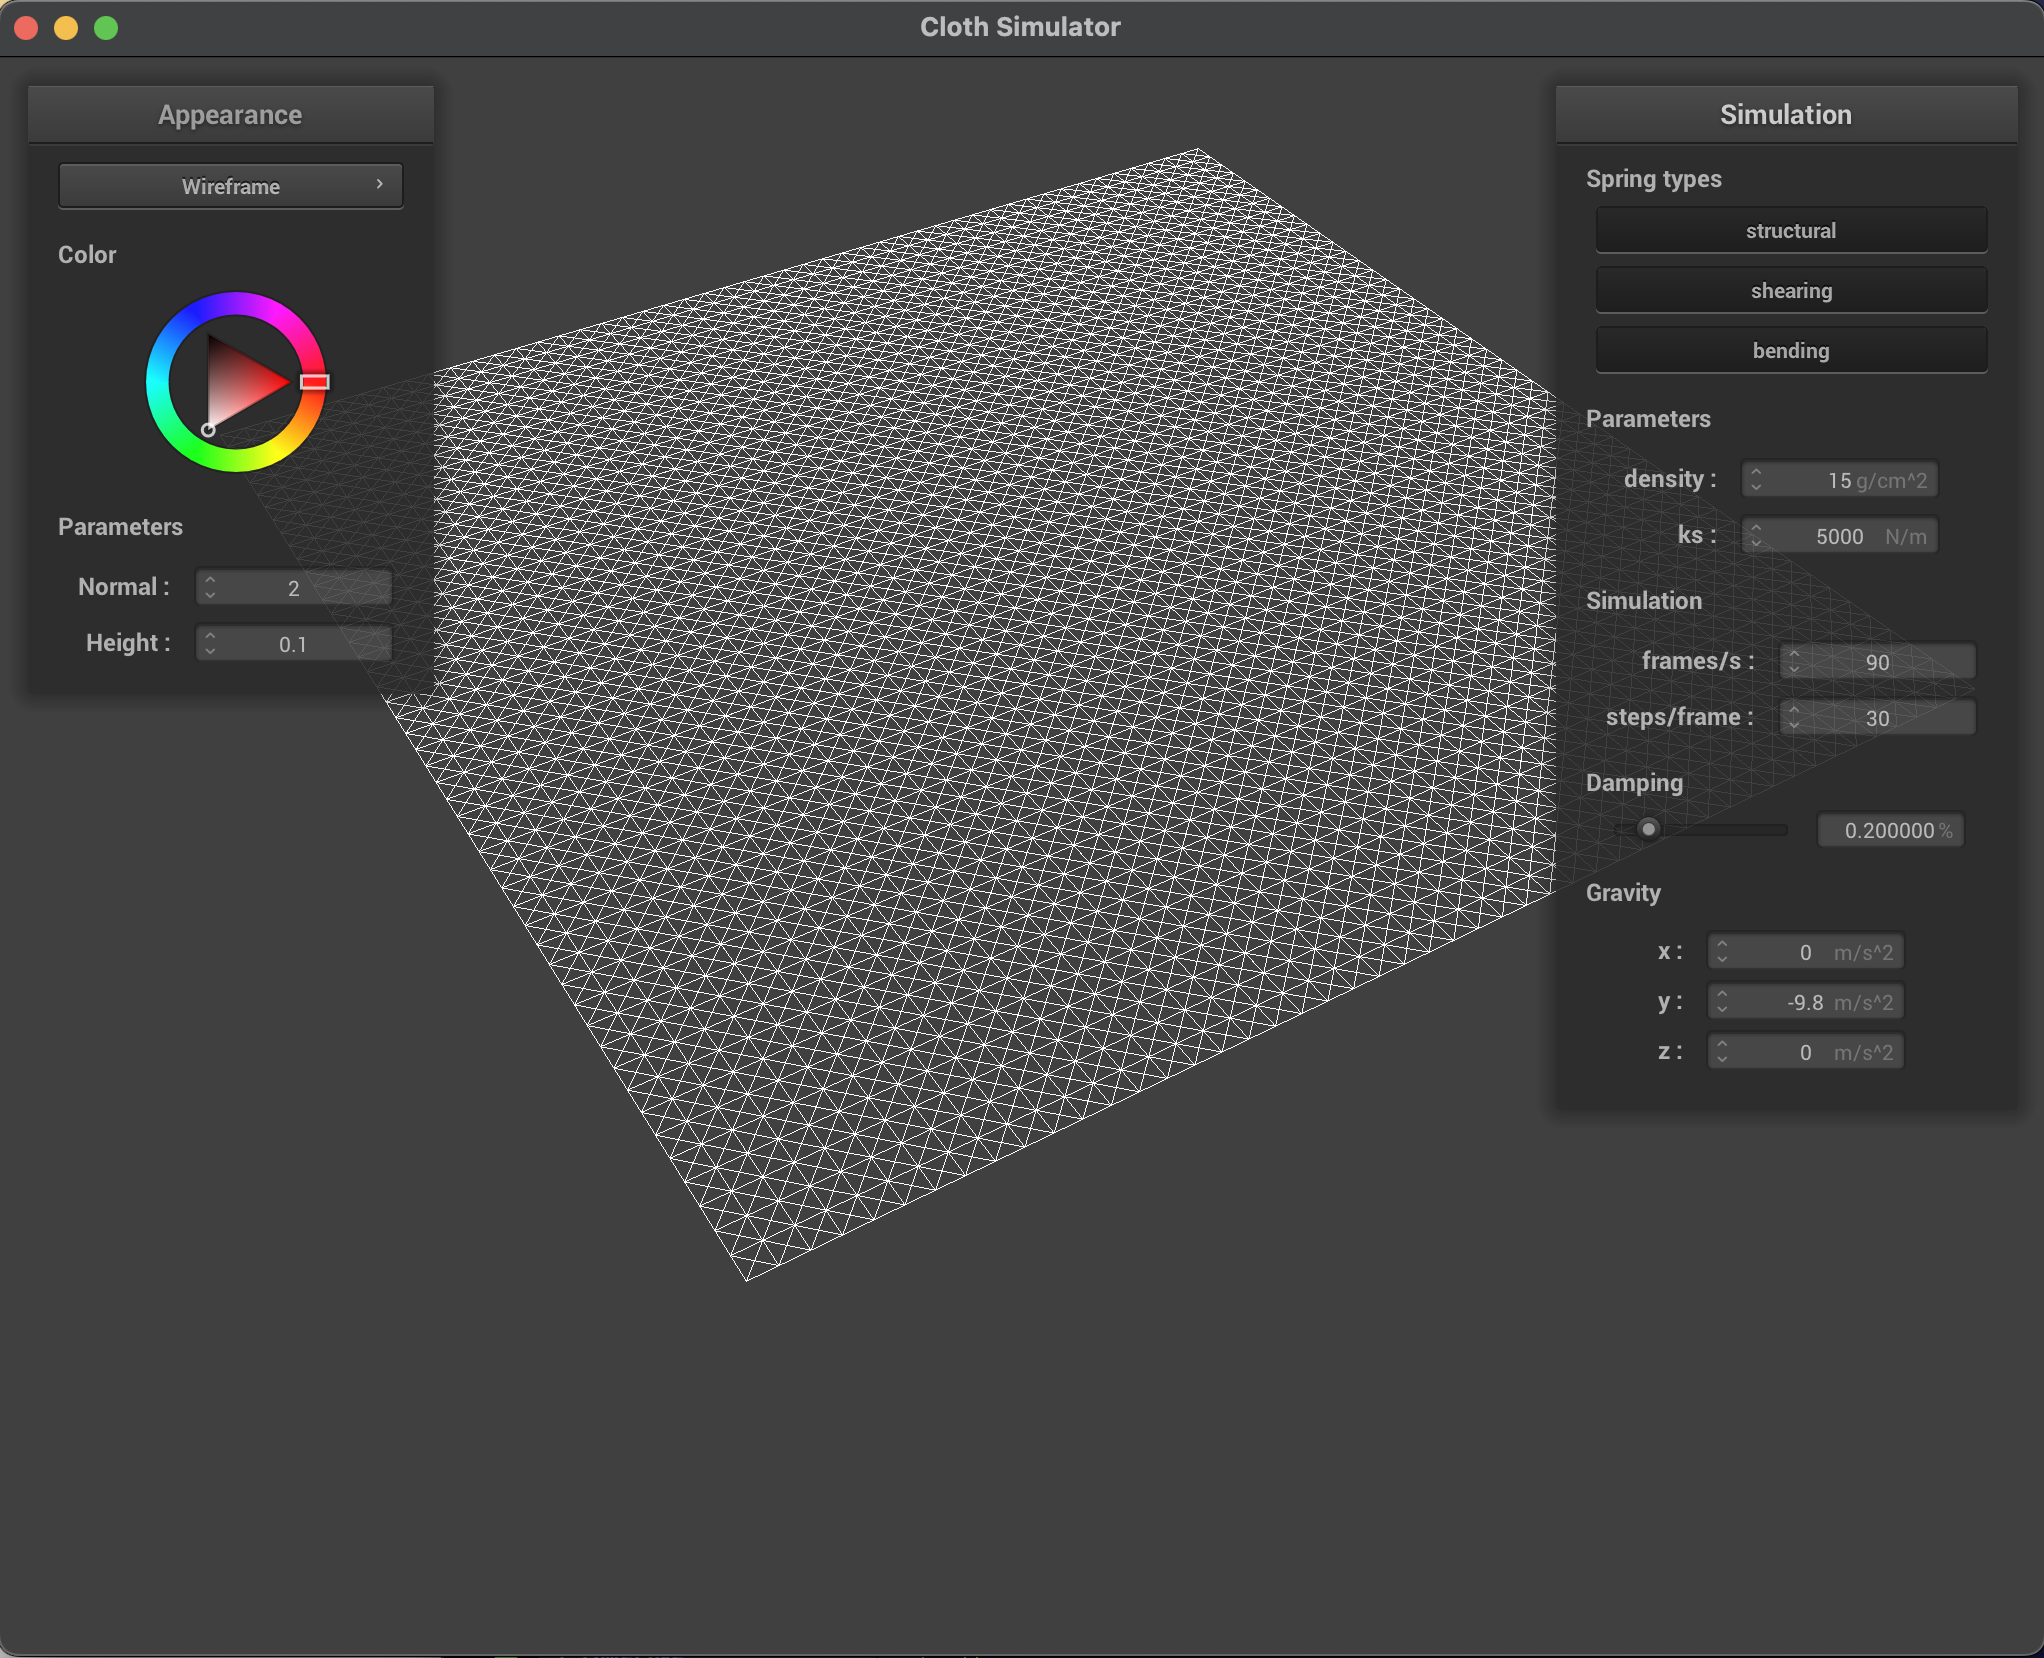 Cloth Simulator
Appearance
Wireframe
Color
Parameters
Normal : 2
Height : 0.1
Simulation
Spring types
structural
shearing
bending
Parameters
density : 15 g/cm^2
ks : 5000 N/m
Simulation
frames/s : 90
steps/frame : 30
Damping
0.200000 %
Gravity
x : 0 m/s^2
y : -9.8 m/s^2
z : 0 m/s^2